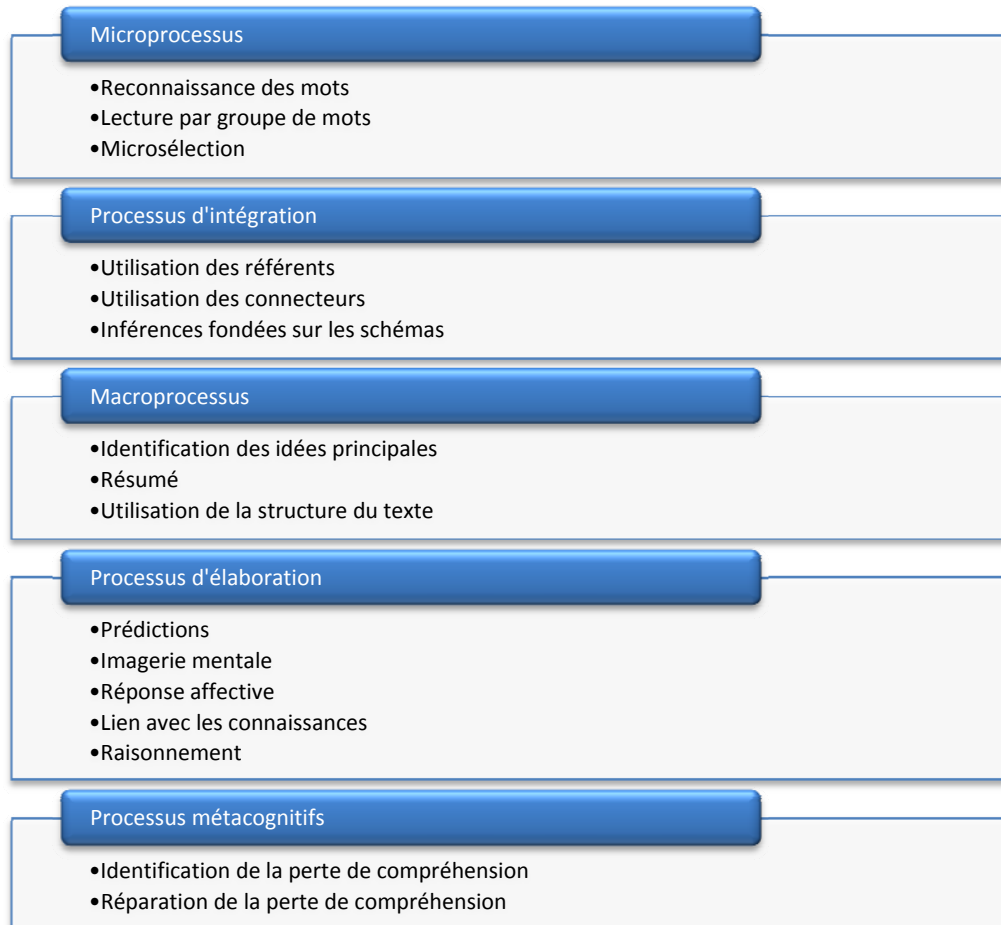 Microprocessus
•Reconnaissance des mots
•Lecture par groupe de mots
•Microsélection
Processus d'intégration
•Utilisation des référents
•Utilisation des connecteurs
•Inférences fondées sur les schémas
Macroprocessus
•Identification des idées principales
•Résumé
•Utilisation de la structure du texte
Processus d'élaboration
•Prédictions
•Imagerie mentale
•Réponse affective
•Lien avec les connaissances
•Raisonnement
Processus métacognitifs
•Identification de la perte de compréhension
•Réparation de la perte de compréhension